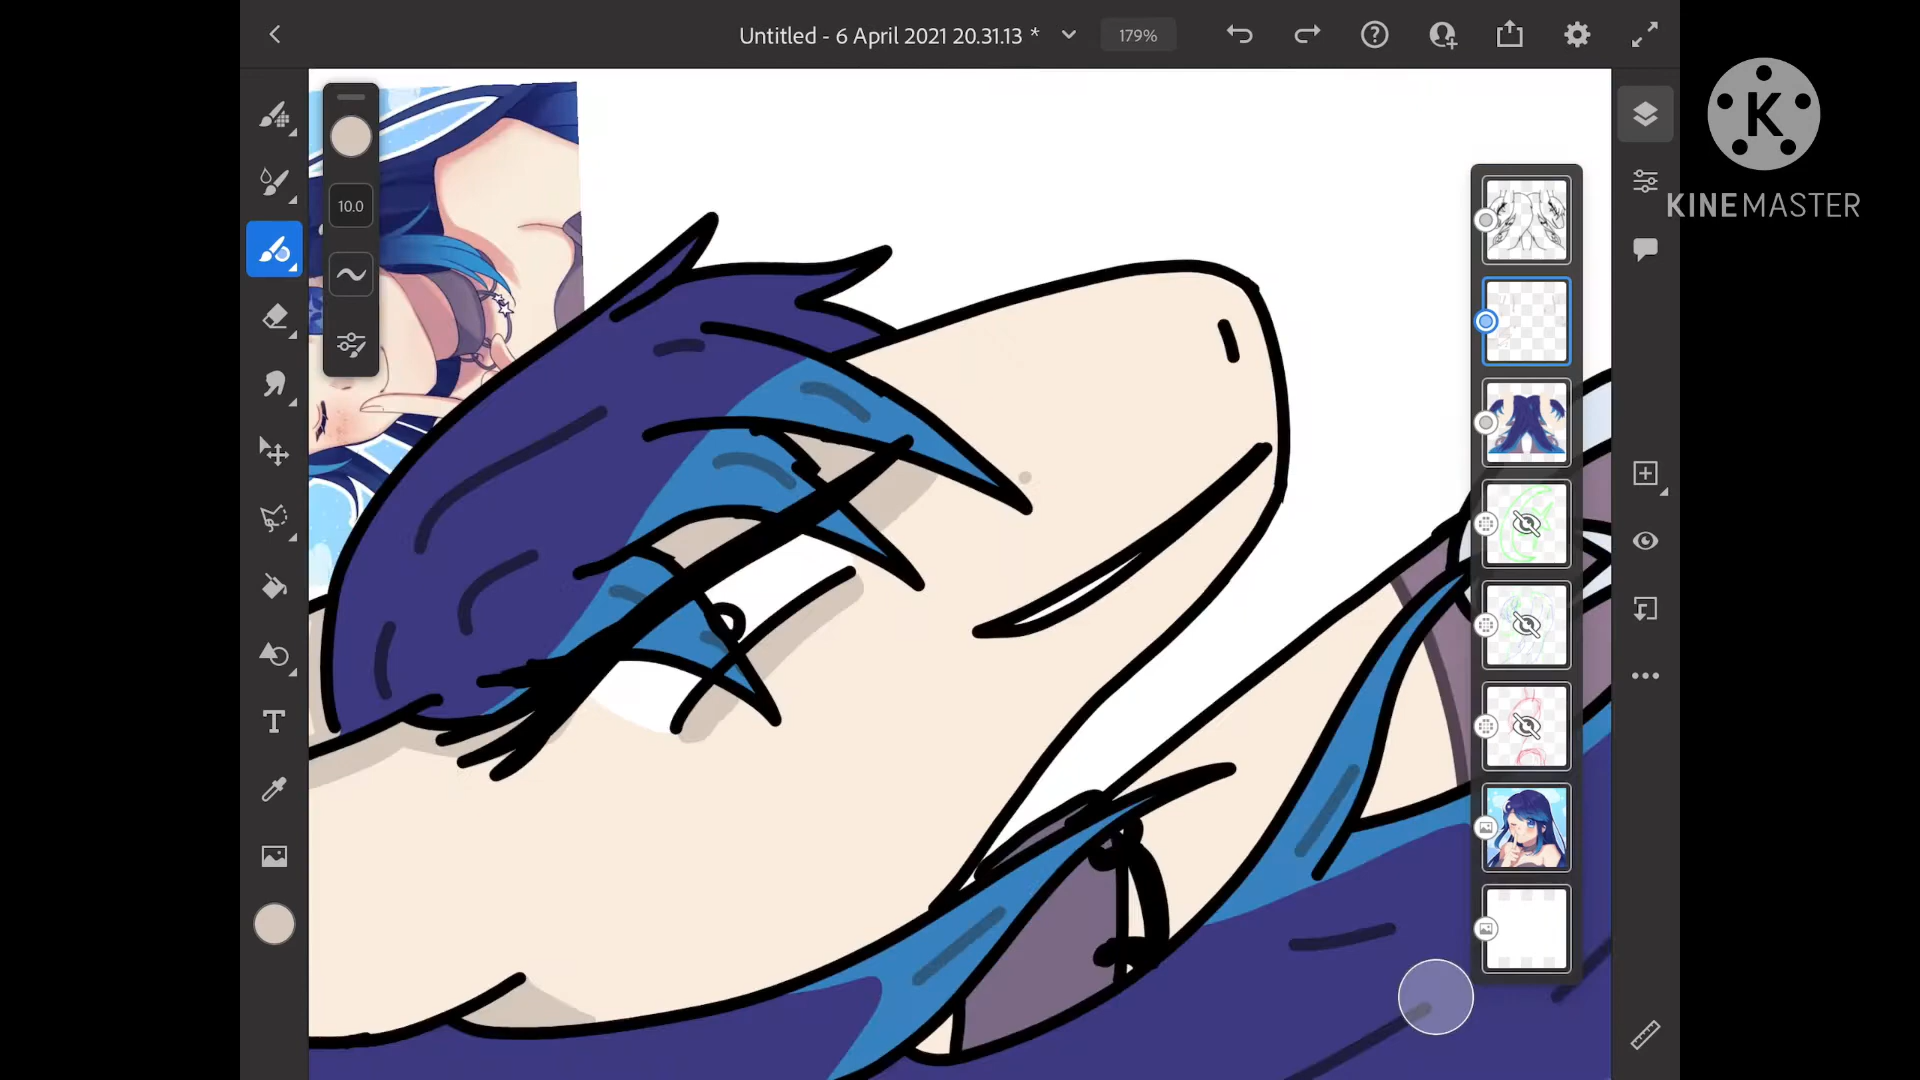 Untitled - 6 April 2021 20.31.13 *
179%
10.0
T
K
KINEMASTER